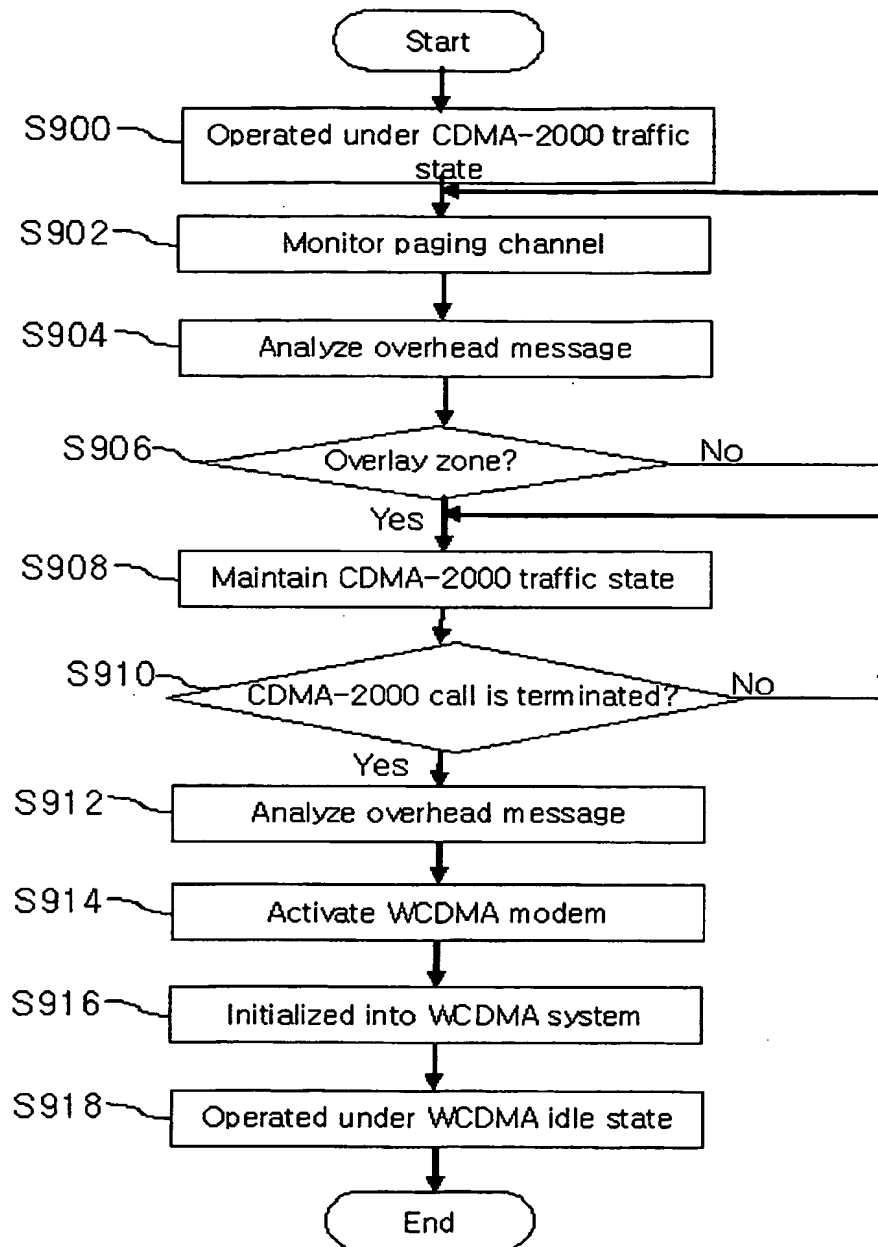 Start
S900
Operated under CDMA-2000 traffic
state
S902
Monitor paging channel
S904
Analyze overhead message
S906
Overlay zone?
No
Yes
S908
Maintain CDMA-2000 traffic state
S910
CDMA-2000 call is terminated?
No
Yes
S912
Analyze overhead message
S914
Activate WCDMA modem
S916
Initialized into WCDMA system
S918
Operated under WCDMA idle state
End